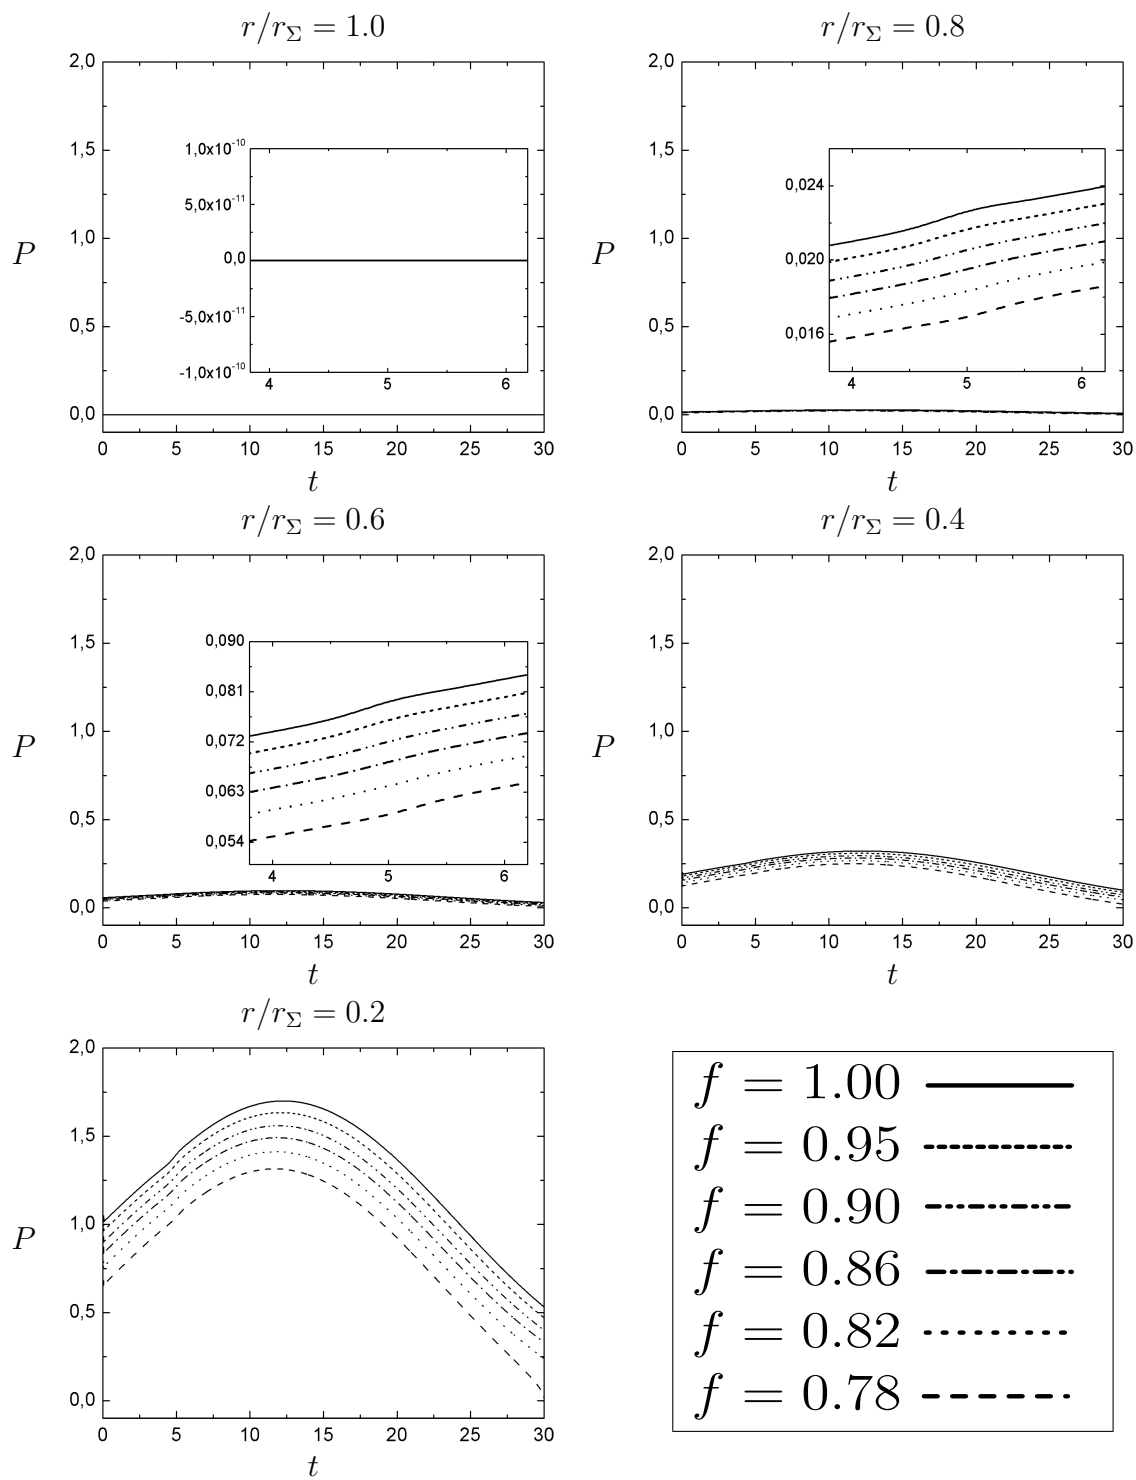 r/r_Σ = 1.0
2,0
1,5
1,0
0,5
0,0
P
1,0x10⁻¹⁰
5,0x10⁻¹¹
0,0
-5,0x10⁻¹¹
-1,0x10⁻¹⁰
4 5 6
0 5 10 15 20 25 30
t
r/r_Σ = 0.8
2,0
1,5
1,0
0,5
0,0
P
0,024
0,020
0,016
4 5 6
0 5 10 15 20 25 30
t
r/r_Σ = 0.6
2,0
1,5
1,0
0,5
0,0
P
0,090
0,081
0,072
0,063
0,054
4 5 6
0 5 10 15 20 25 30
t
r/r_Σ = 0.4
2,0
1,5
1,0
0,5
0,0
P
0 5 10 15 20 25 30
t
r/r_Σ = 0.2
2,0
1,5
1,0
0,5
0,0
P
0 5 10 15 20 25 30
t
f = 1.00
f = 0.95
f = 0.90
f = 0.86
f = 0.82
f = 0.78